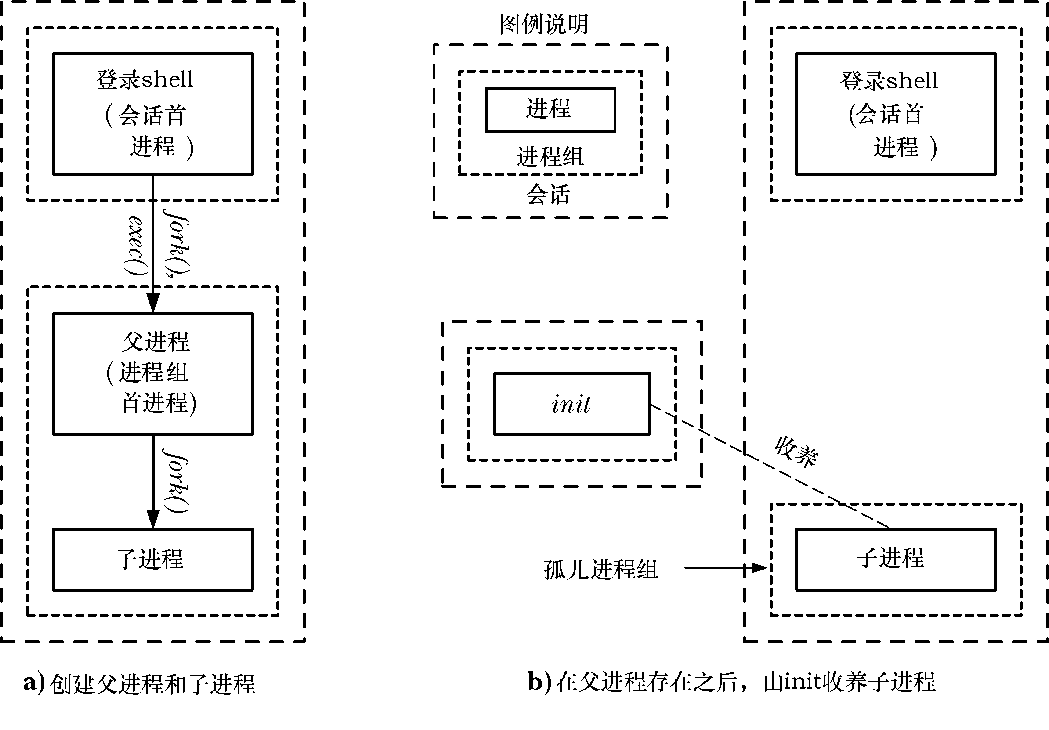 图例说明
登录shell
(会话首
进程)
fork(),
exec()
父进程
(进程组
首进程)
fork()
了进程
a)创建父进程和了进程
进程
进程组
会话
登录shell
(会话首
进程)
init
收养
孤儿进程组
子进程
b)在父进程存在之后，山init收养子进程